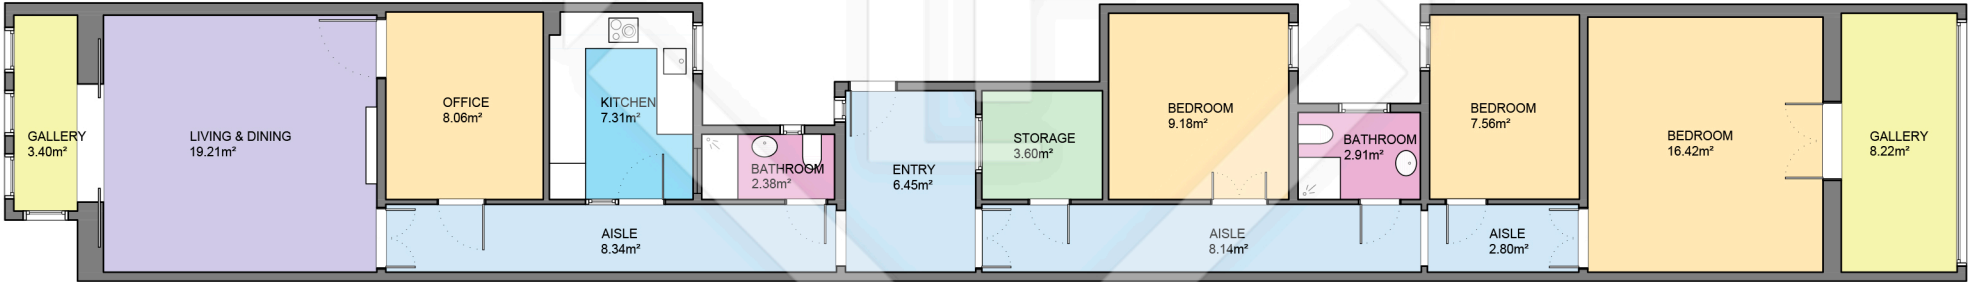 GALLERY
3.40m²
LIVING & DINING
19.21m²
OFFICE
8.06m²
KITCHEN
7.31m²
BATHROOM
2.38m²
AISLE
8.34m²
ENTRY
6.45m²
STORAGE
3.60m²
BEDROOM
9.18m²
BATHROOM
2.91m²
AISLE
8.14m²
BEDROOM
7.56m²
AISLE
2.80m²
BEDROOM
16.42m²
GALLERY
8.22m²